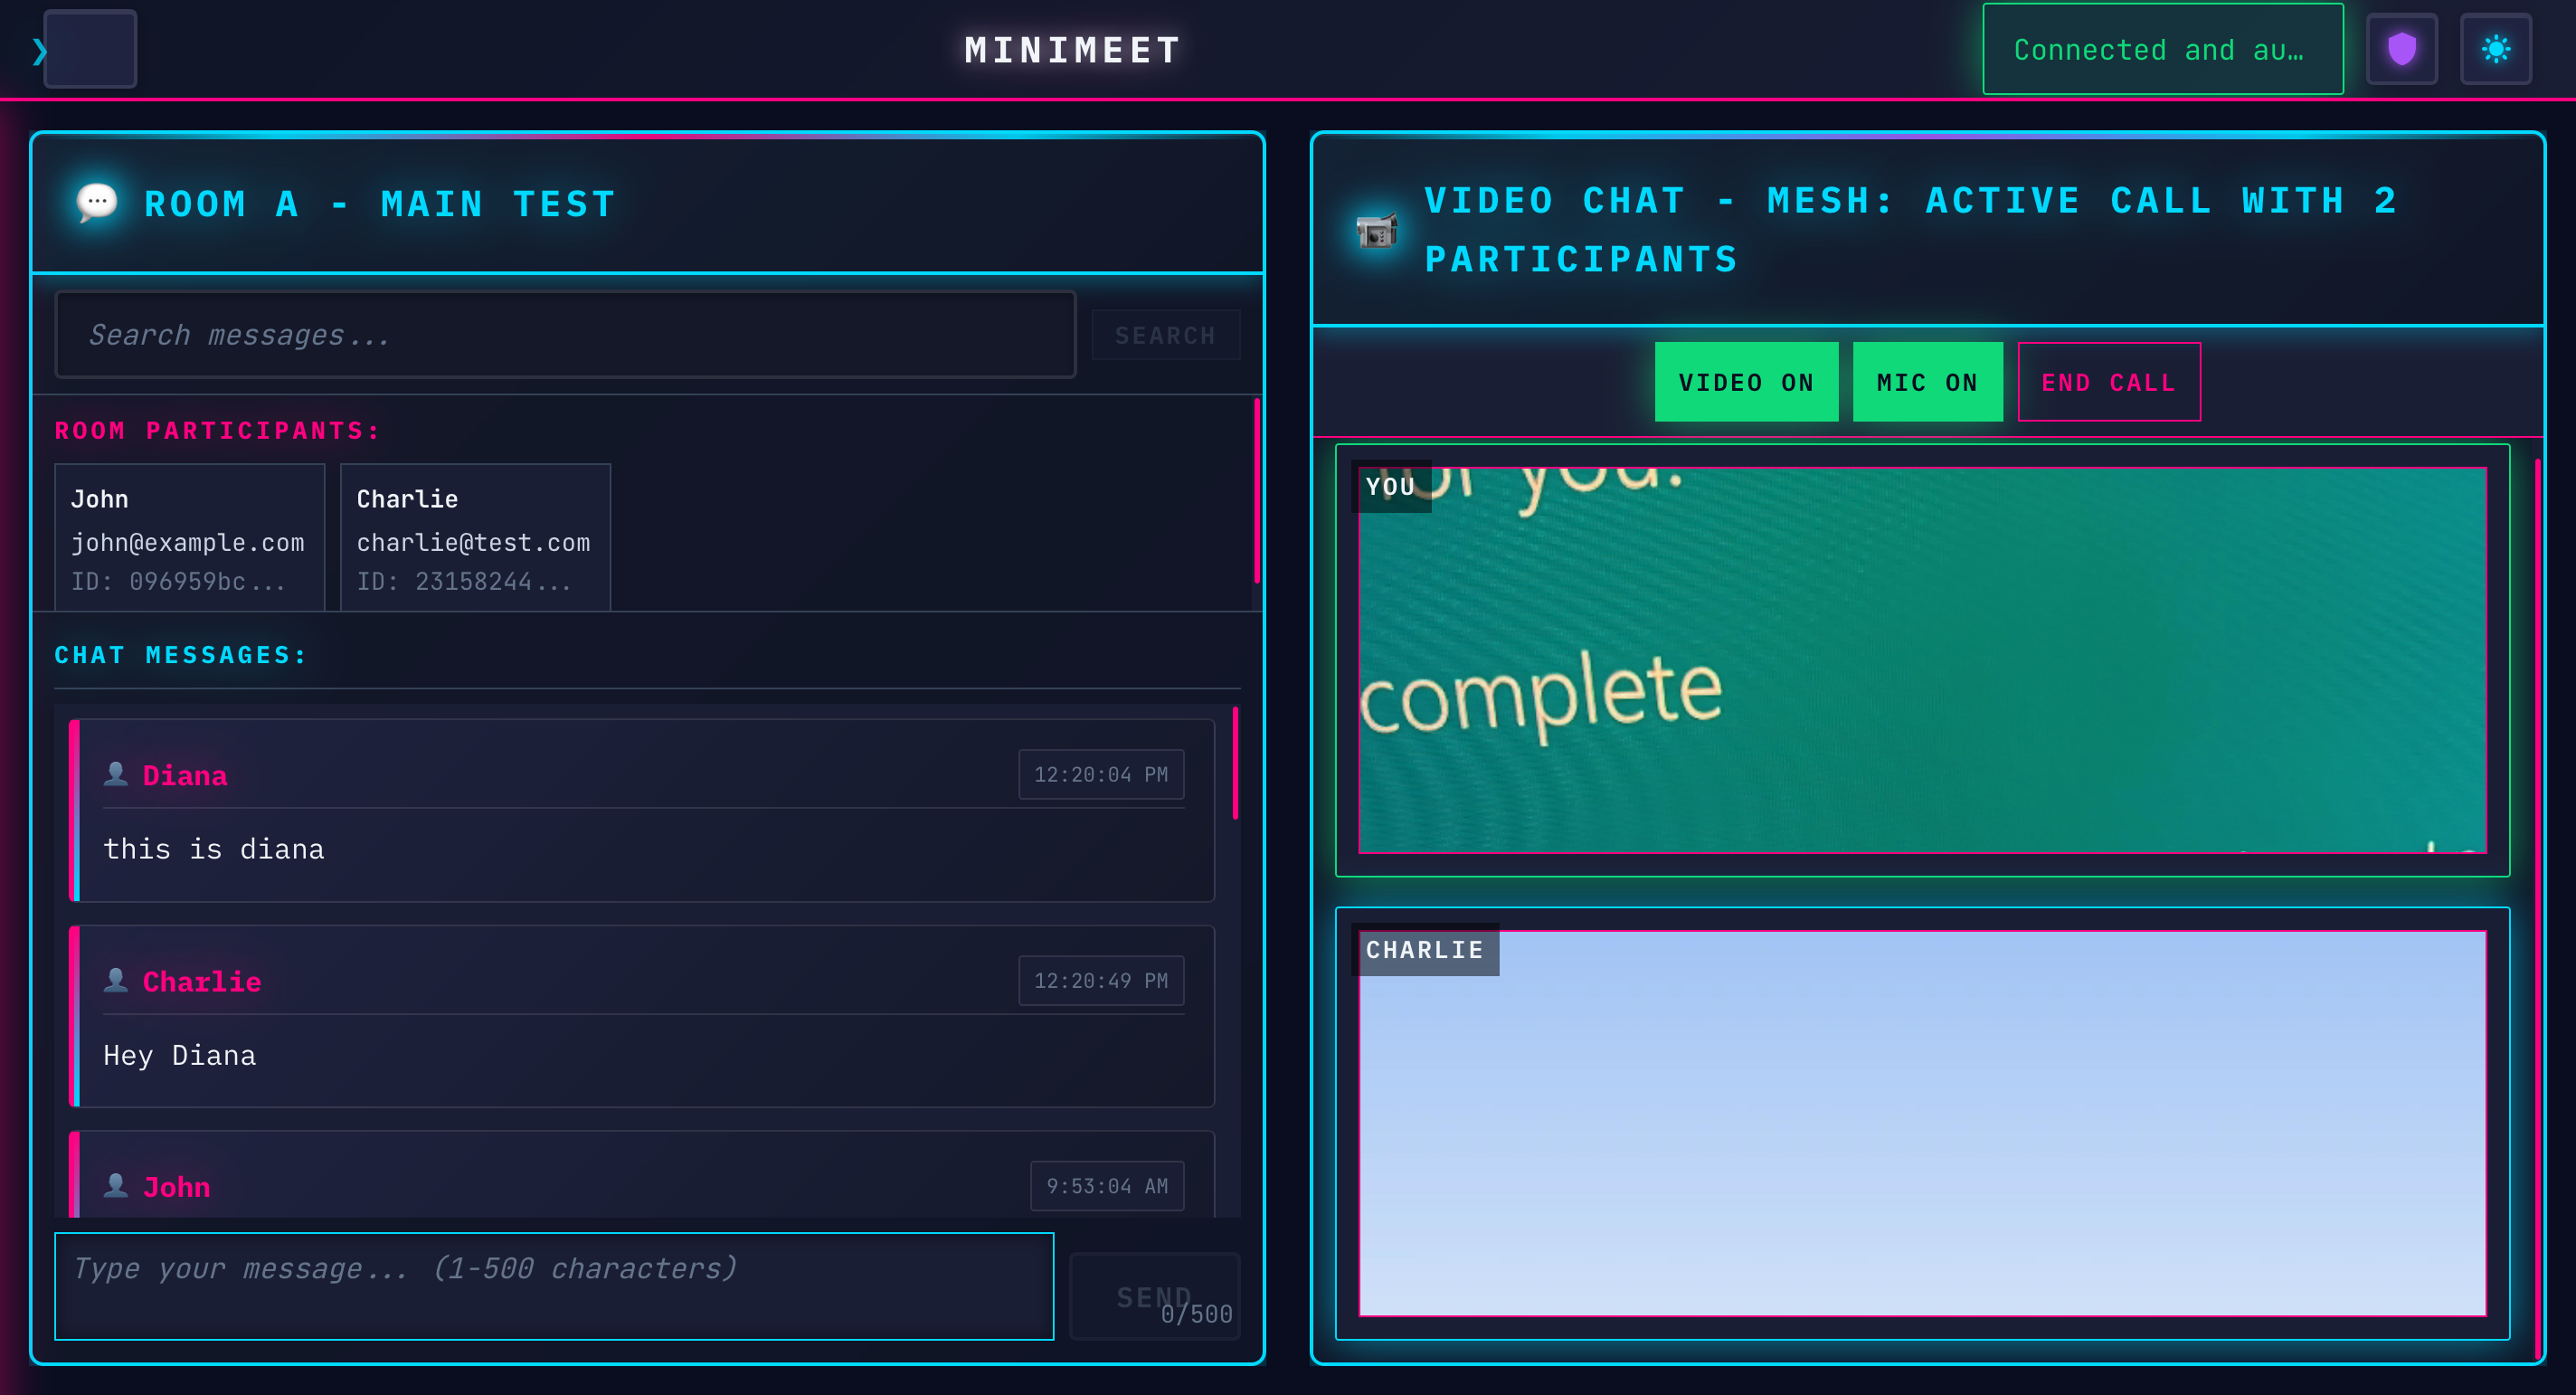 ❯
MINIMEET
Connected and au…
ROOM A - MAIN TEST
Search messages...
SEARCH
ROOM PARTICIPANTS:
John
john@example.com
ID: 096959bc...
Charlie
charlie@test.com
ID: 23158244...
CHAT MESSAGES:
Diana
12:20:04 PM
this is diana
Charlie
12:20:49 PM
Hey Diana
John
9:53:04 AM
Type your message... (1-500 characters)
SEND
0/500
VIDEO CHAT - MESH: ACTIVE CALL WITH 2
PARTICIPANTS
VIDEO ON
MIC ON
END CALL
YOU
for you.
complete
CHARLIE